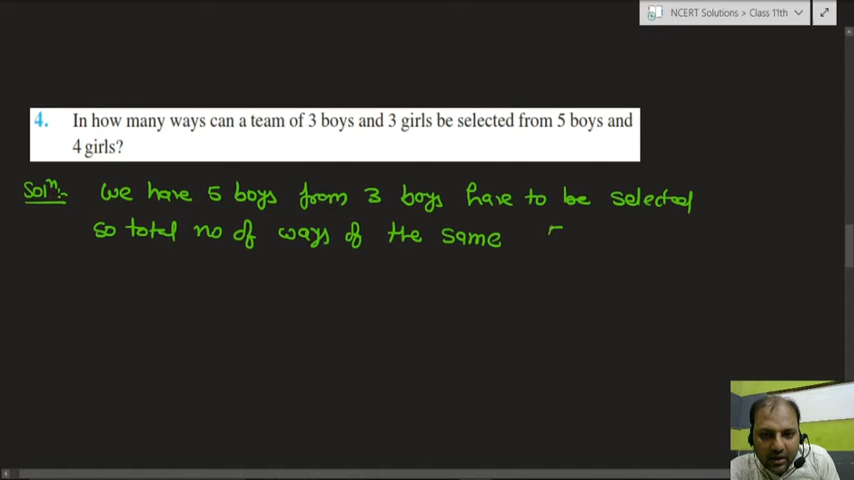 NCERT Solutions > Class 11th
4. In how many ways can a team of 3 boys and 3 girls be selected from 5 boys and
4 girls?
Solⁿ:- We have 5 boys from 3 boys have to be selected
so total no of ways of the same